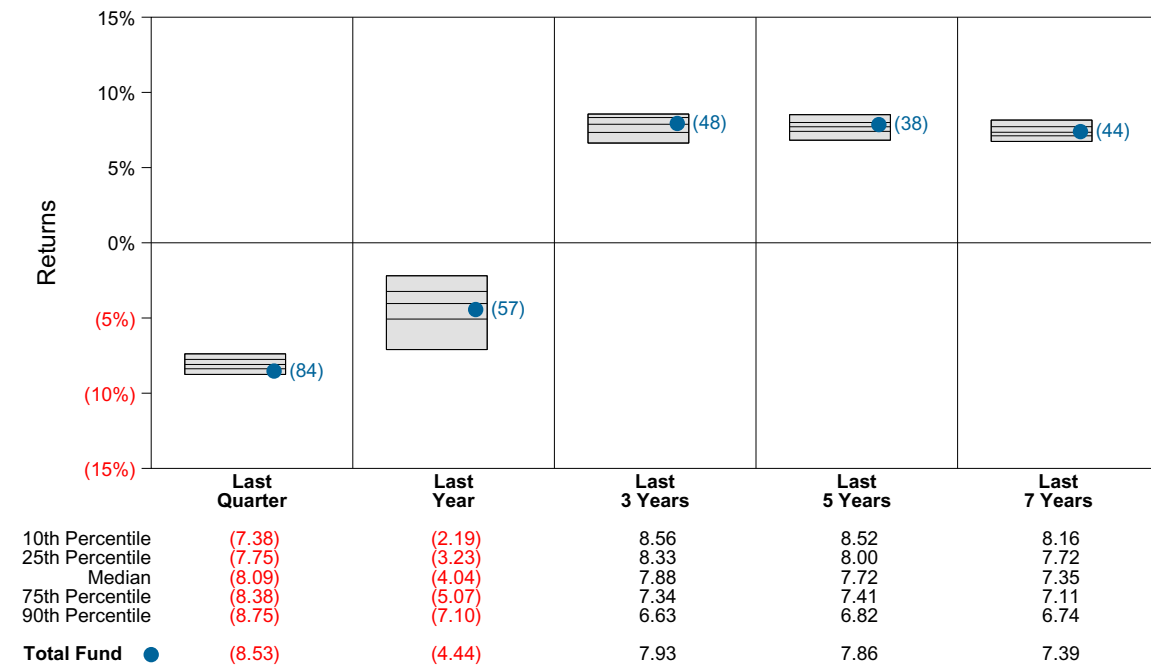 15%
10%
5%
0%
(5%)
(10%)
(15%)
Returns
(84)
(57)
(48)
(38)
(44)
Last Quarter
Last Year
Last 3 Years
Last 5 Years
Last 7 Years
10th Percentile (7.38) (2.19) 8.56 8.52 8.16
25th Percentile (7.75) (3.23) 8.33 8.00 7.72
Median (8.09) (4.04) 7.88 7.72 7.35
75th Percentile (8.38) (5.07) 7.34 7.41 7.11
90th Percentile (8.75) (7.10) 6.63 6.82 6.74
Total Fund (8.53) (4.44) 7.93 7.86 7.39